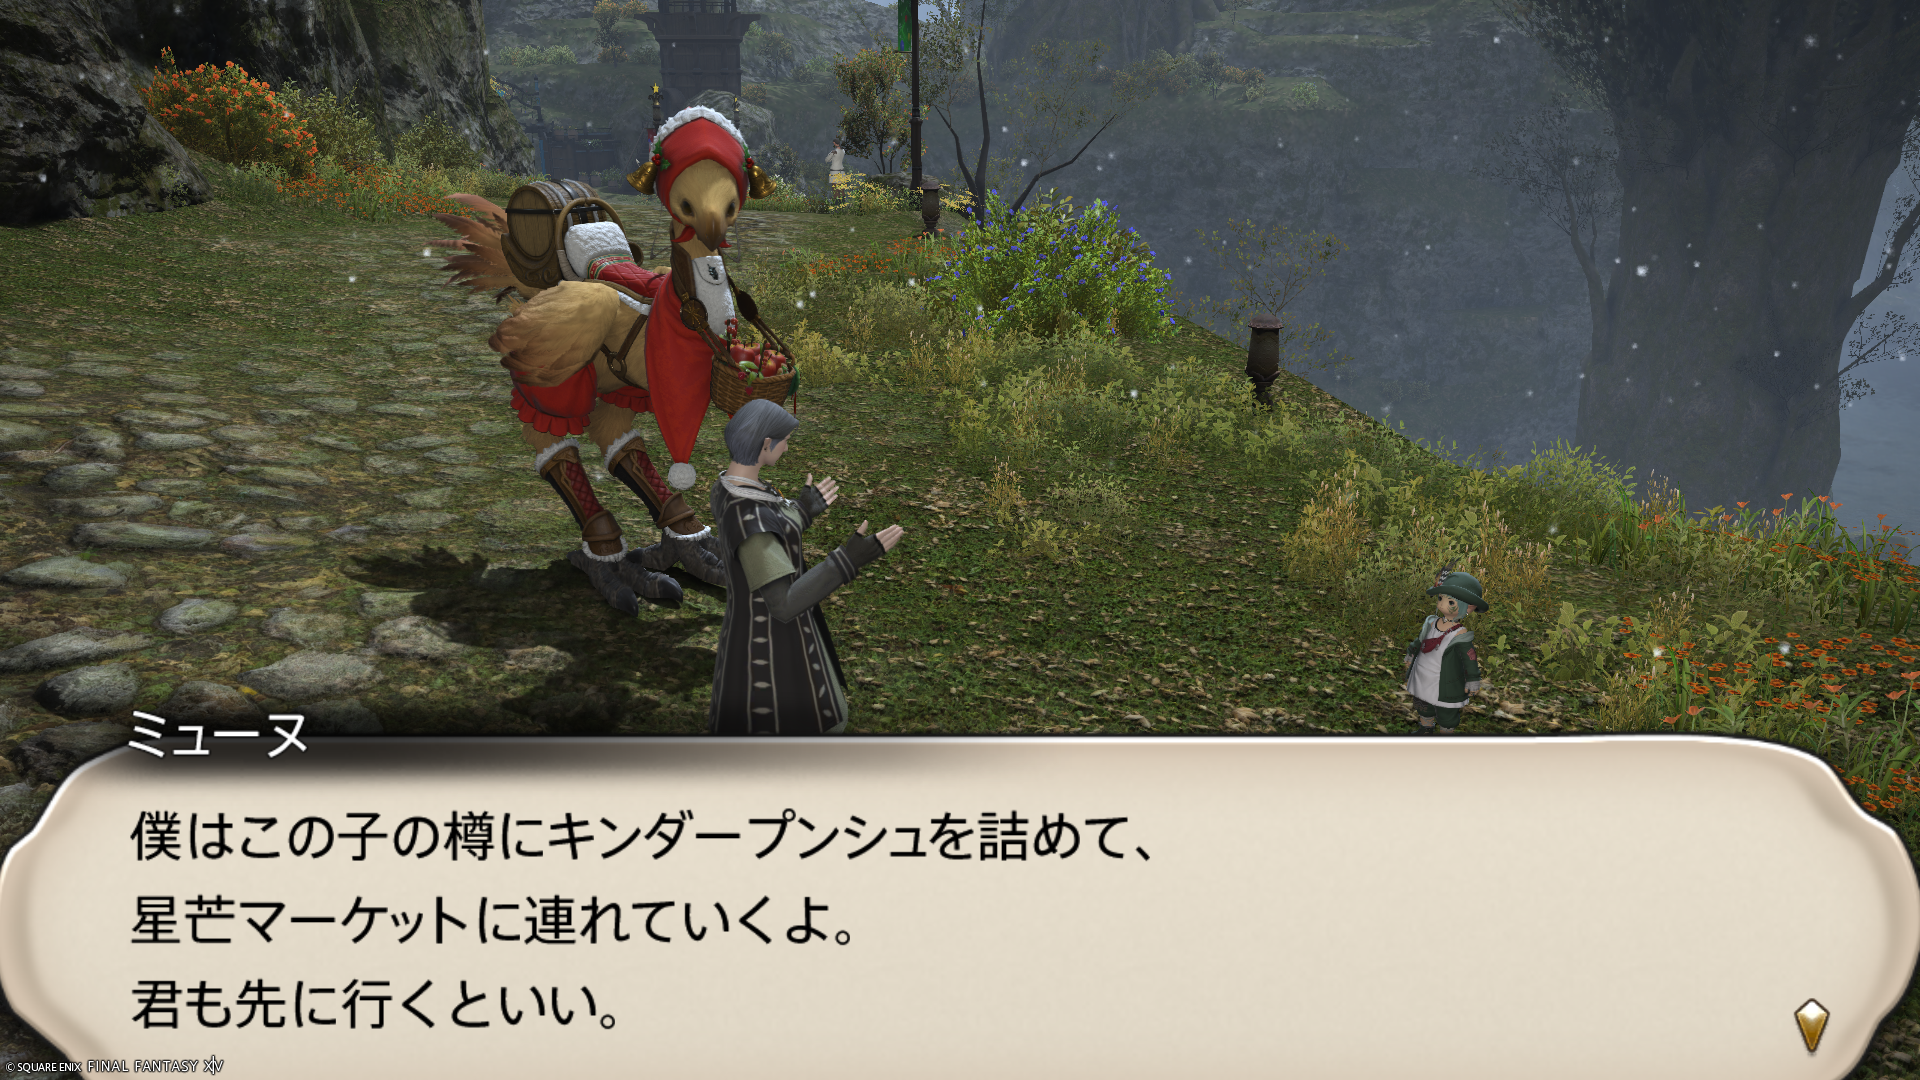 ミューヌ
僕はこの子の樽にキンダープンシュを詰めて、
星芒マーケットに連れていくよ。
君も先に行くといい。
© SQUARE ENIX FINAL FANTASY XIV